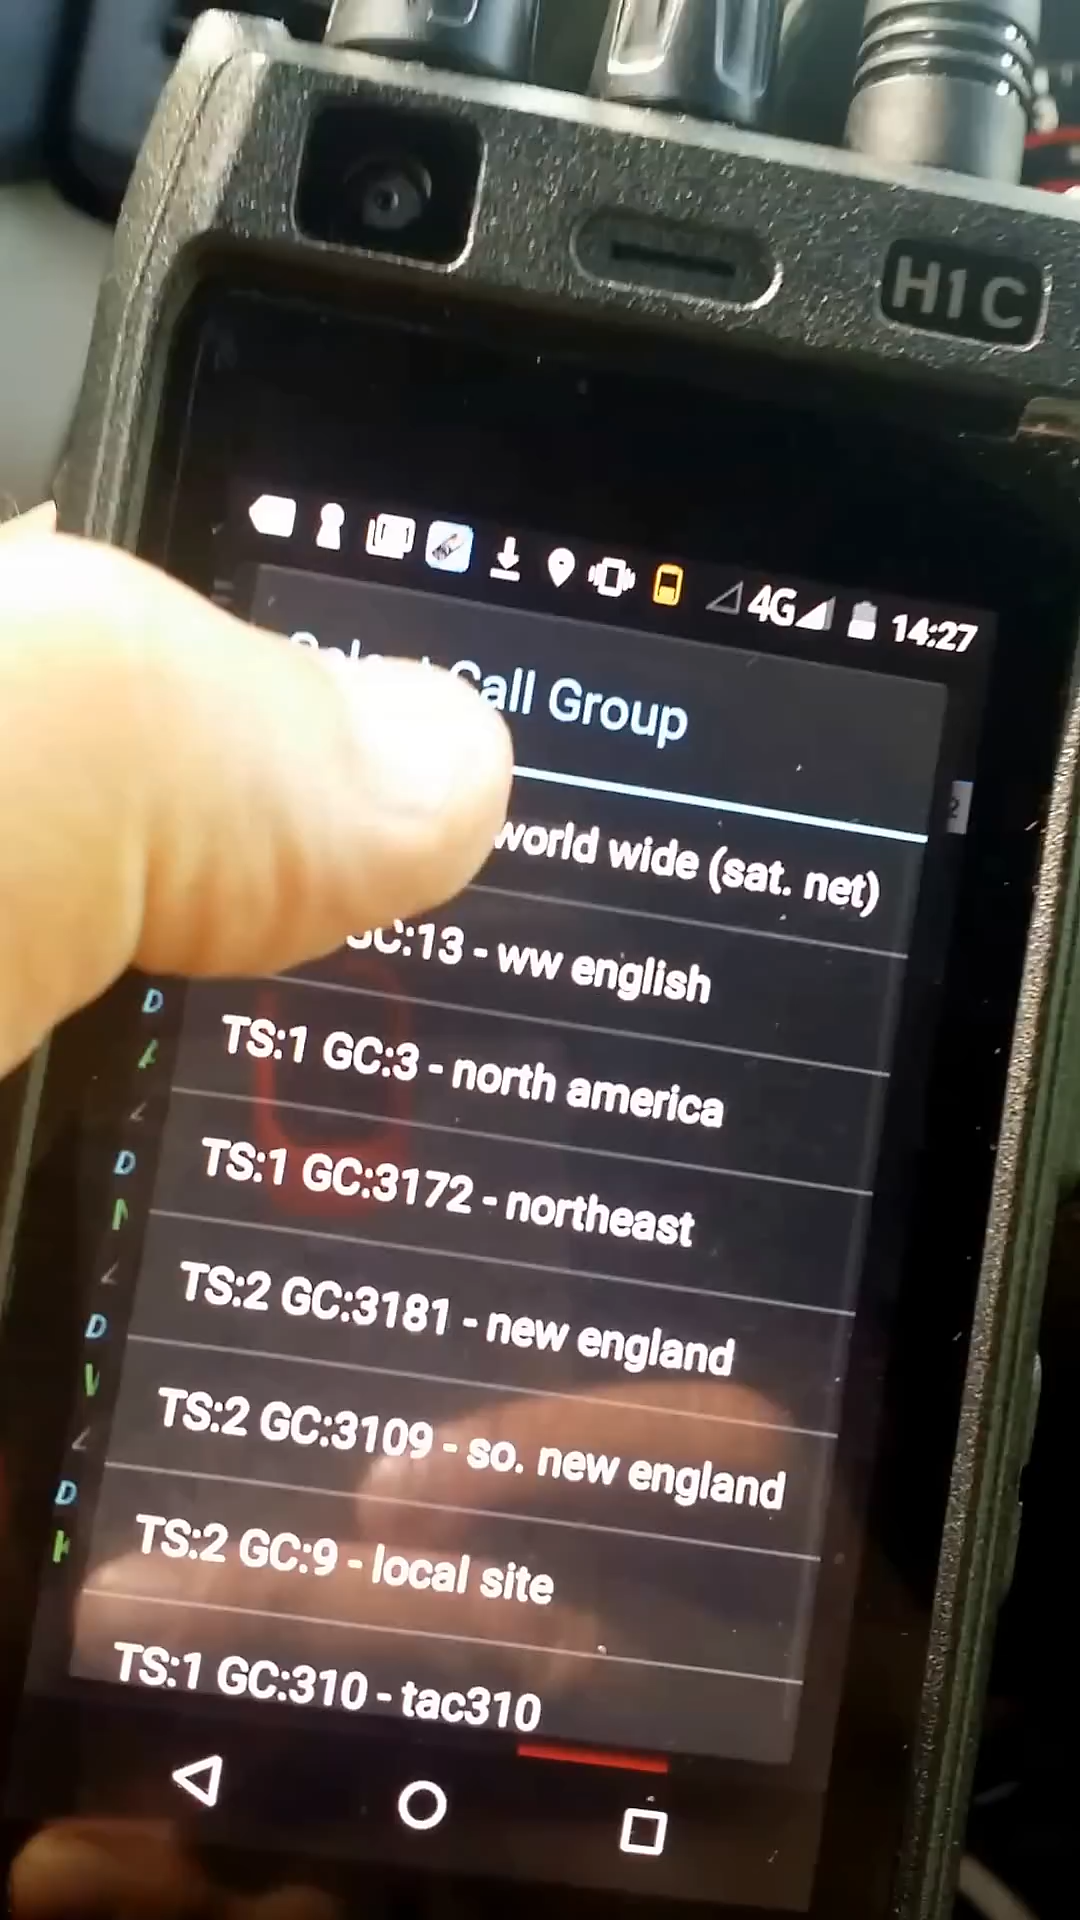 H1C
4G 14:27
Call Group
world wide (sat. net)
GC:13 - ww english
TS:1 GC:3 - north america
TS:1 GC:3172 - northeast
TS:2 GC:3181 - new england
TS:2 GC:3109 - so. new england
TS:2 GC:9 - local site
TS:1 GC:310 - tac310
2
D
D
D
D